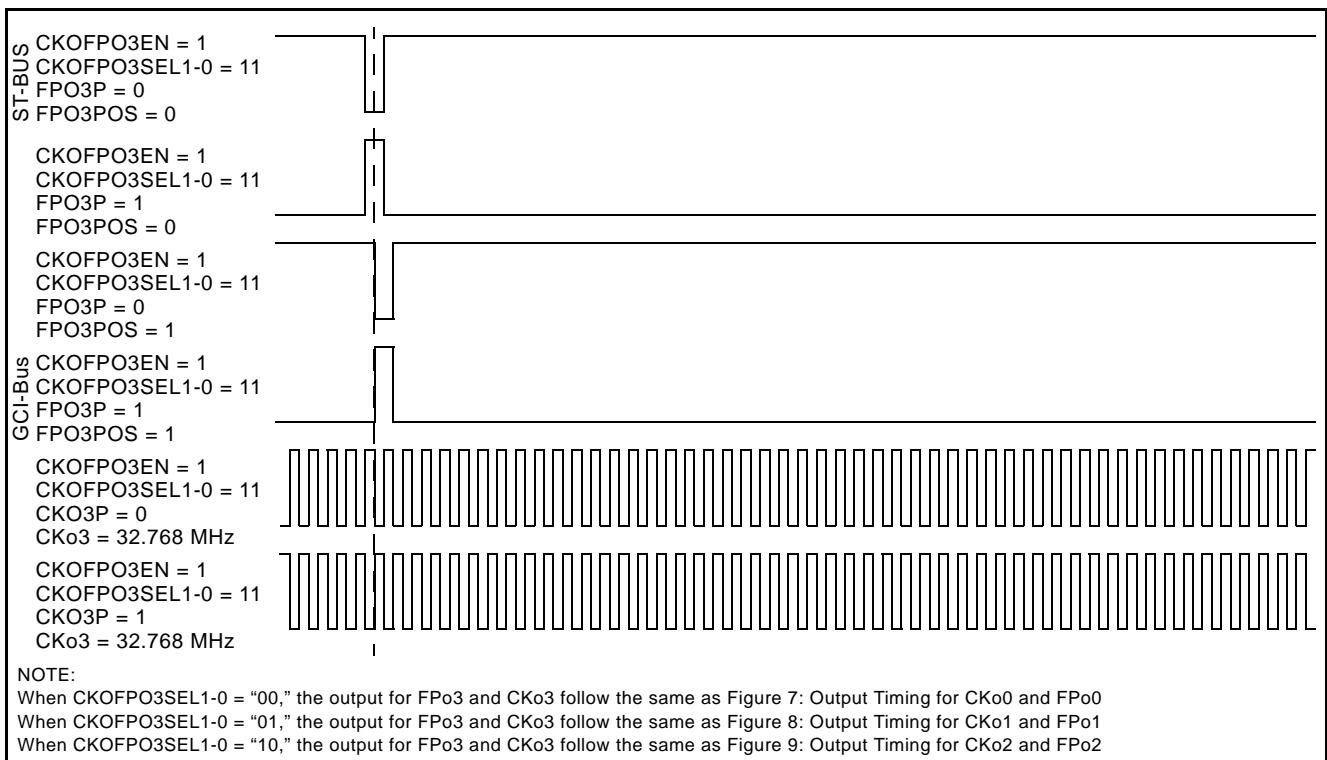 ST-BUS
CKOFPO3EN = 1
CKOFPO3SEL1-0 = 11
FPO3P = 0
FPO3POS = 0
CKOFPO3EN = 1
CKOFPO3SEL1-0 = 11
FPO3P = 1
FPO3POS = 0
CKOFPO3EN = 1
CKOFPO3SEL1-0 = 11
FPO3P = 0
FPO3POS = 1
GCI-Bus
CKOFPO3EN = 1
CKOFPO3SEL1-0 = 11
FPO3P = 1
FPO3POS = 1
CKOFPO3EN = 1
CKOFPO3SEL1-0 = 11
CKO3P = 0
CKo3 = 32.768 MHz
CKOFPO3EN = 1
CKOFPO3SEL1-0 = 11
CKO3P = 1
CKo3 = 32.768 MHz
NOTE:
When CKOFPO3SEL1-0 = “00,” the output for FPo3 and CKo3 follow the same as Figure 7: Output Timing for CKo0 and FPo0
When CKOFPO3SEL1-0 = “01,” the output for FPo3 and CKo3 follow the same as Figure 8: Output Timing for CKo1 and FPo1
When CKOFPO3SEL1-0 = “10,” the output for FPo3 and CKo3 follow the same as Figure 9: Output Timing for CKo2 and FPo2